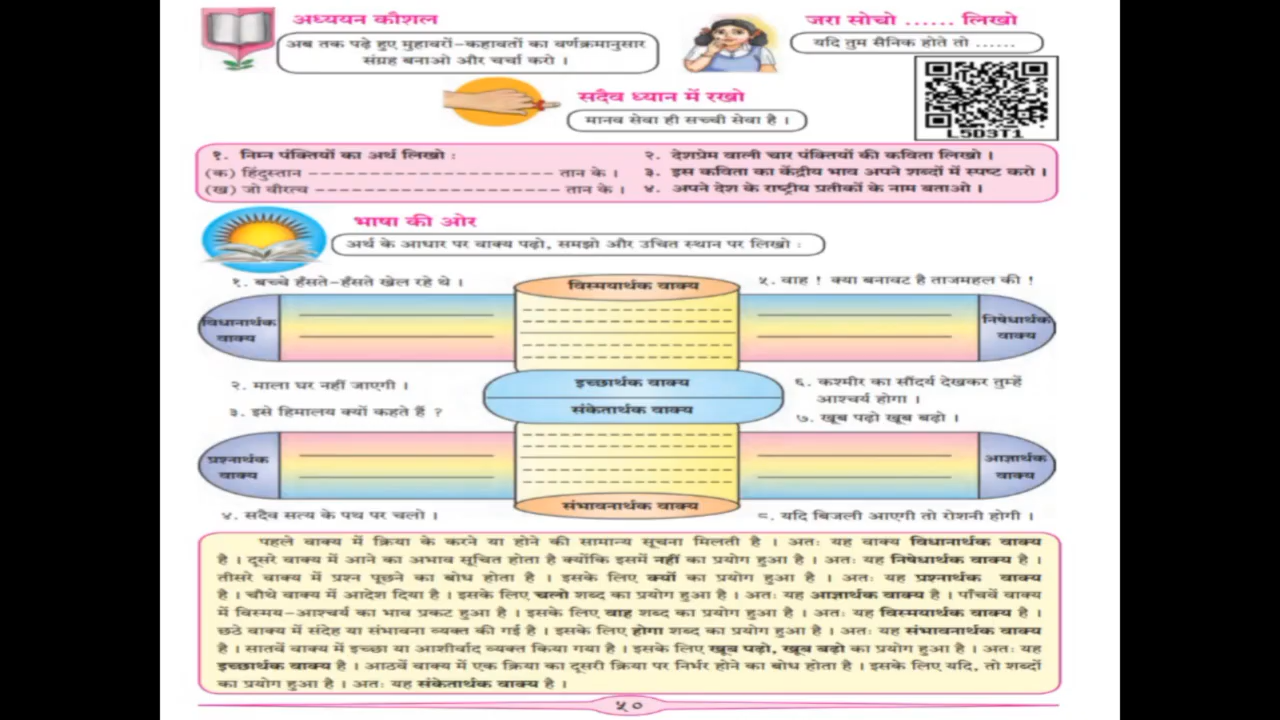 अध्ययन कौशल
अब तक पढ़े हुए मुहावरों-कहावतों का वर्णक्रमानुसार
संग्रह बनाओ और चर्चा करो ।
जरा सोचो ...... लिखो
यदि तुम सैनिक होते तो ......
सदैव ध्यान में रखो
मानव सेवा ही सच्ची सेवा है ।
L5D3T1
१. निम्न पंक्तियों का अर्थ लिखो :
(क) हिंदुस्तान ------------------------ तान के ।
(ख) जो वीरत्व ------------------------ तान के ।
२. देशप्रेम वाली चार पंक्तियों की कविता लिखो ।
३. इस कविता का केंद्रीय भाव अपने शब्दों में स्पष्ट करो ।
४. अपने देश के राष्ट्रीय प्रतीकों के नाम बताओ ।
भाषा की ओर
अर्थ के आधार पर वाक्य पढ़ो, समझो और उचित स्थान पर लिखो :
१. बच्चे हँसते-हँसते खेल रहे थे ।
विस्मयार्थक वाक्य
५. वाह ! क्या बनावट है ताजमहल की !
विधानार्थक
वाक्य
निषेधार्थक
वाक्य
२. माला घर नहीं जाएगी ।
इच्छार्थक वाक्य
६. कश्मीर का सौंदर्य देखकर तुम्हें
आश्चर्य होगा ।
३. इसे हिमालय क्यों कहते हैं ?
संकेतार्थक वाक्य
७. खूब पढ़ो खूब बढ़ो ।
प्रश्नार्थक
वाक्य
आज्ञार्थक
वाक्य
संभावनार्थक वाक्य
४. सदैव सत्य के पथ पर चलो ।
८. यदि बिजली आएगी तो रोशनी होगी ।
पहले वाक्य में क्रिया के करने या होने की सामान्य सूचना मिलती है । अतः यह वाक्य विधानार्थक वाक्य
है । दूसरे वाक्य में आने का अभाव सूचित होता है क्योंकि इसमें नहीं का प्रयोग हुआ है । अतः यह निषेधार्थक वाक्य है ।
तीसरे वाक्य में प्रश्न पूछने का बोध होता है । इसके लिए क्यों का प्रयोग हुआ है । अतः यह प्रश्नार्थक वाक्य
है । चौथे वाक्य में आदेश दिया है । इसके लिए चलो शब्द का प्रयोग हुआ है । अतः यह आज्ञार्थक वाक्य है । पाँचवें वाक्य
में विस्मय-आश्चर्य का भाव प्रकट हुआ है । इसके लिए वाह शब्द का प्रयोग हुआ है । अतः यह विस्मयार्थक वाक्य है ।
छठे वाक्य में संदेह या संभावना व्यक्त की गई है । इसके लिए होगा शब्द का प्रयोग हुआ है । अतः यह संभावनार्थक वाक्य
है । सातवें वाक्य में इच्छा या आशीर्वाद व्यक्त किया गया है । इसके लिए खूब पढ़ो, खूब बढ़ो का प्रयोग हुआ है । अतः यह
इच्छार्थक वाक्य है । आठवें वाक्य में एक क्रिया का दूसरी क्रिया पर निर्भर होने का बोध होता है । इसके लिए यदि, तो शब्दों
का प्रयोग हुआ है । अतः यह संकेतार्थक वाक्य है ।
५०